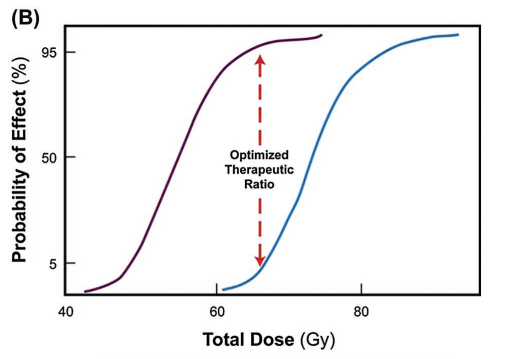 (B)
95
50
5
Probability of Effect (%)
Optimized
Therapeutic
Ratio
40
60
80
Total Dose (Gy)